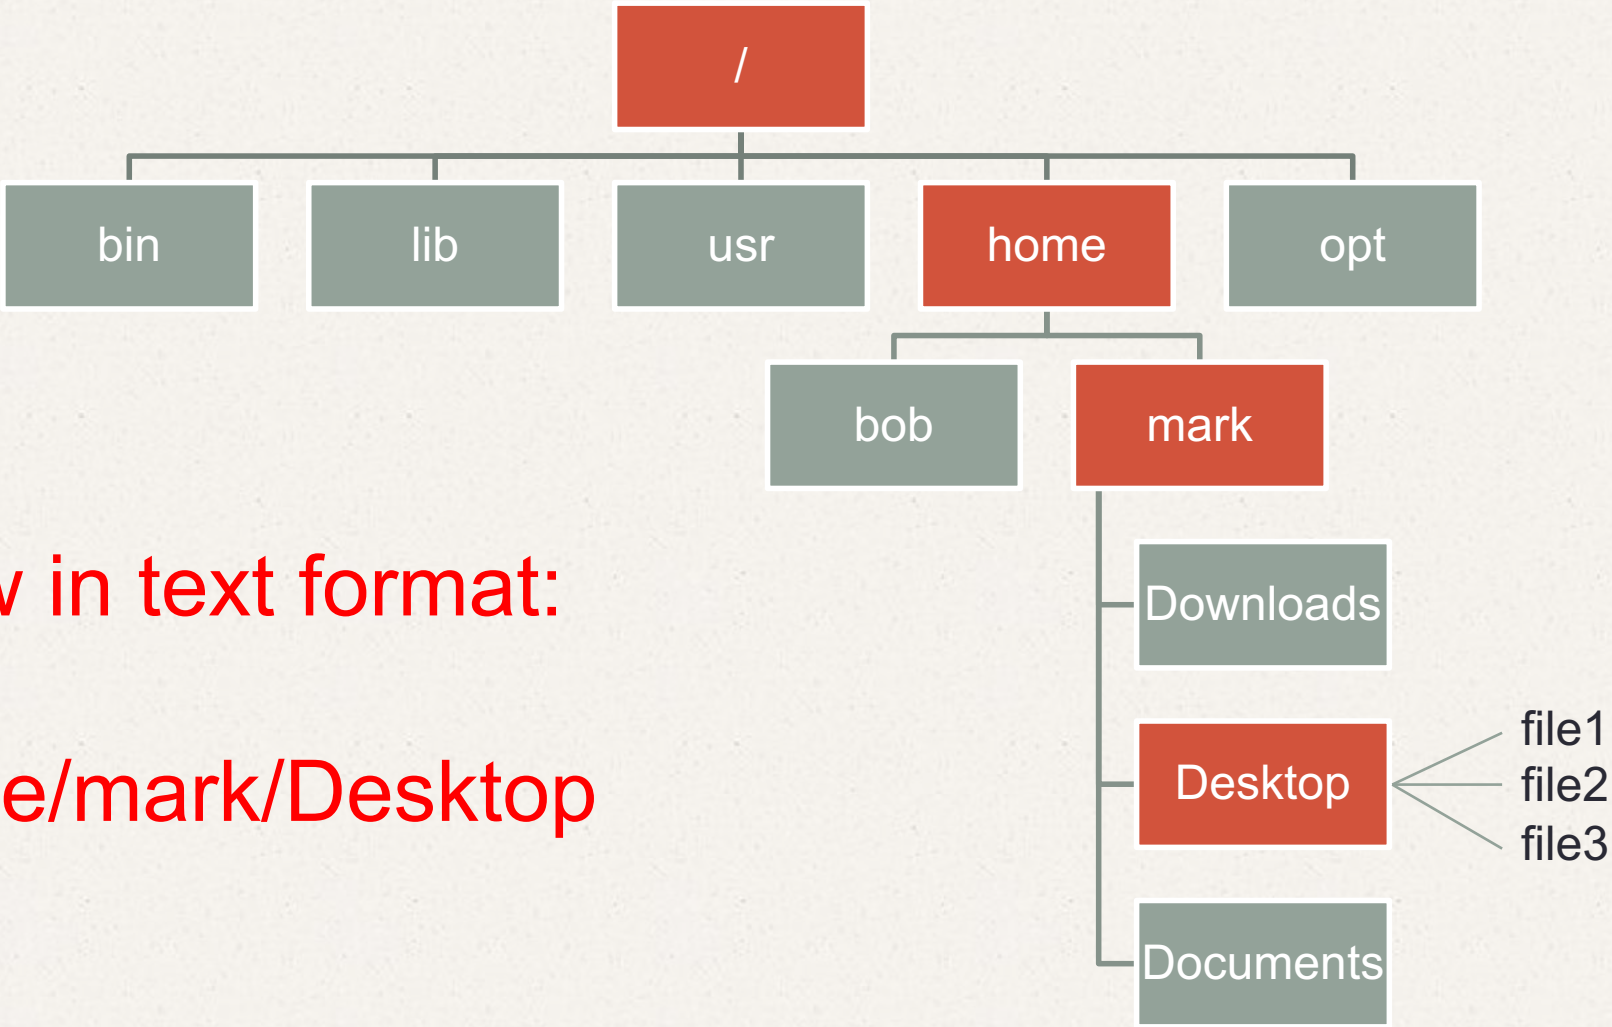 /
bin lib usr home opt
bob mark
in text format:
Downloads
file1
e/mark/Desktop Desktop file2
file3
Documents